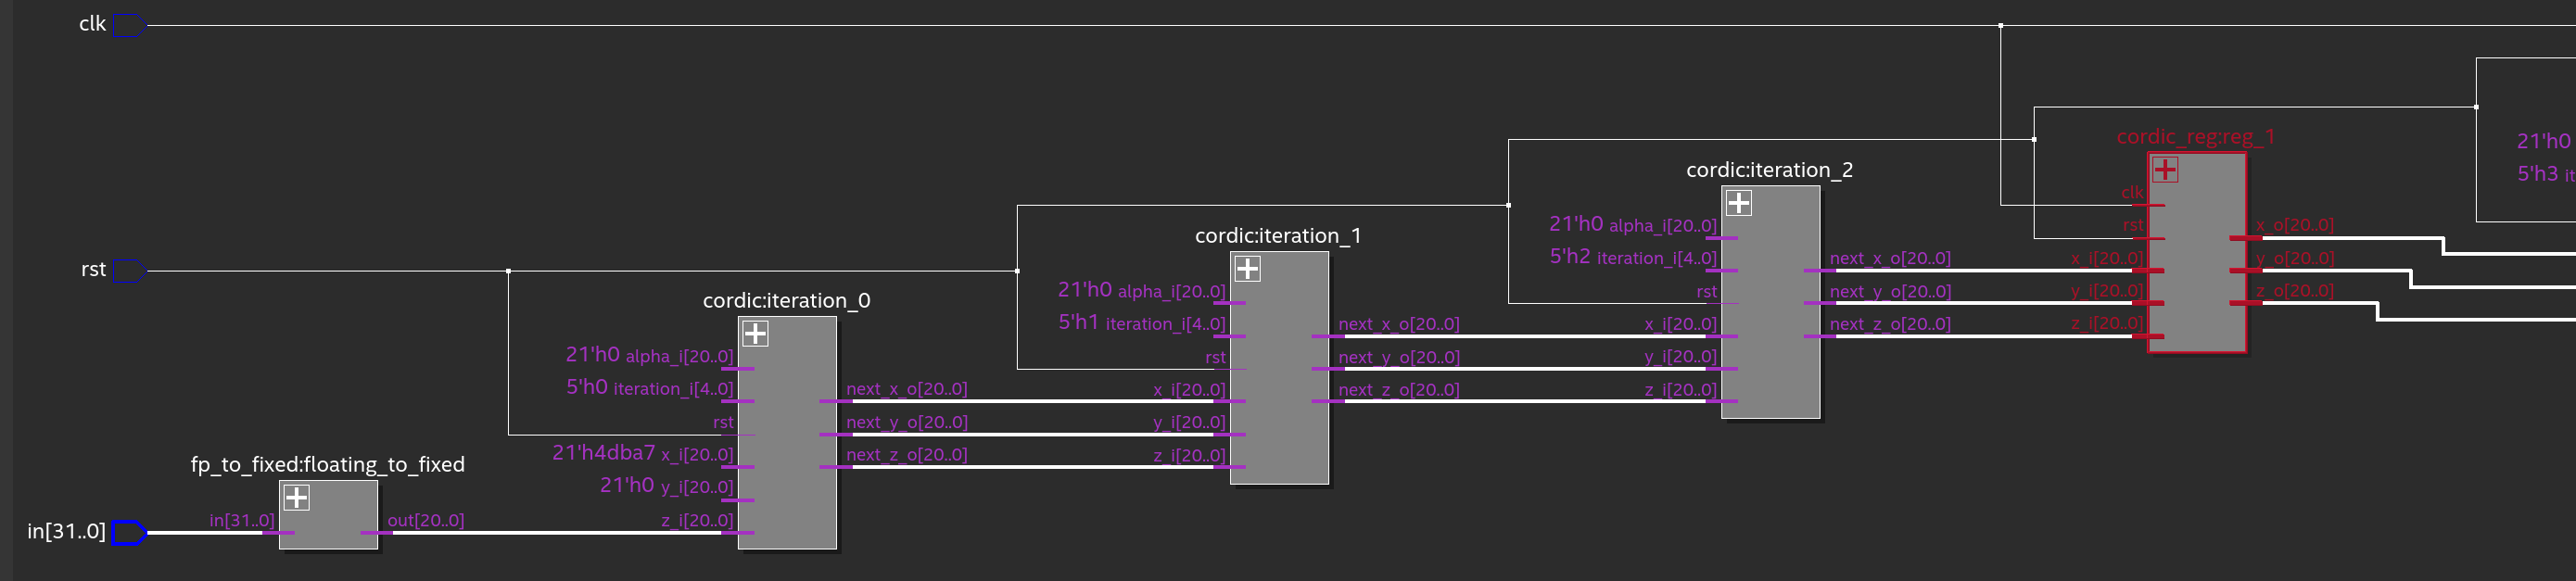 clk
rst
in[31..0]
fp_to_fixed:floating_to_fixed
in[31..0]
out[20..0]
cordic:iteration_0
21'h0 alpha_i[20..0]
5'h0 iteration_i[4..0]
rst
21'h4dba7 x_i[20..0]
21'h0 y_i[20..0]
z_i[20..0]
next_x_o[20..0]
next_y_o[20..0]
next_z_o[20..0]
cordic:iteration_1
21'h0 alpha_i[20..0]
5'h1 iteration_i[4..0]
rst
x_i[20..0]
y_i[20..0]
z_i[20..0]
next_x_o[20..0]
next_y_o[20..0]
next_z_o[20..0]
cordic:iteration_2
21'h0 alpha_i[20..0]
5'h2 iteration_i[4..0]
rst
x_i[20..0]
y_i[20..0]
z_i[20..0]
next_x_o[20..0]
next_y_o[20..0]
next_z_o[20..0]
cordic_reg:reg_1
clk
rst
x_i[20..0]
y_i[20..0]
z_i[20..0]
x_o[20..0]
y_o[20..0]
z_o[20..0]
21'h0
5'h3 it